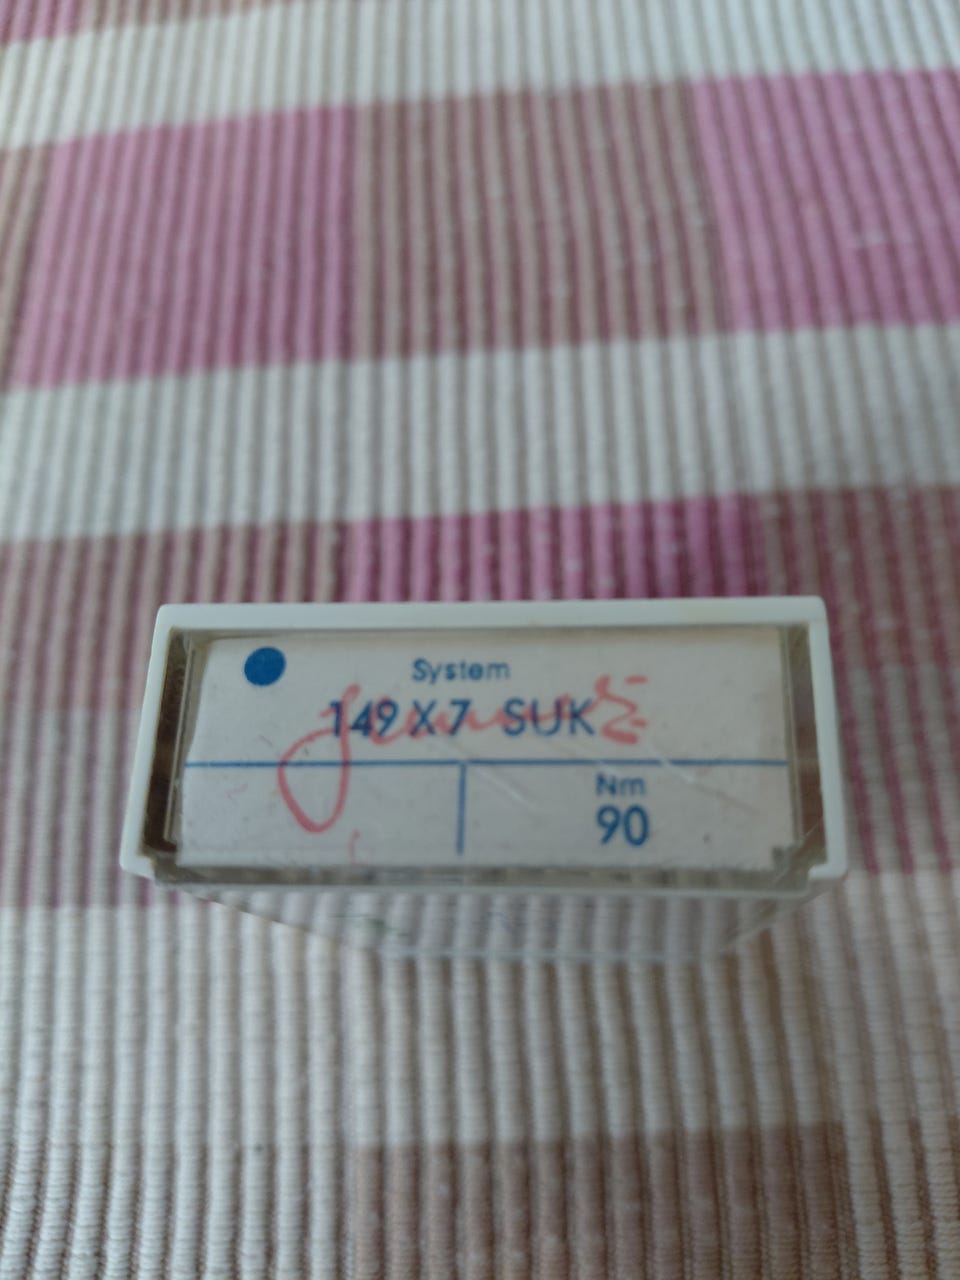 System
149 X 7 SUK
Nm
90